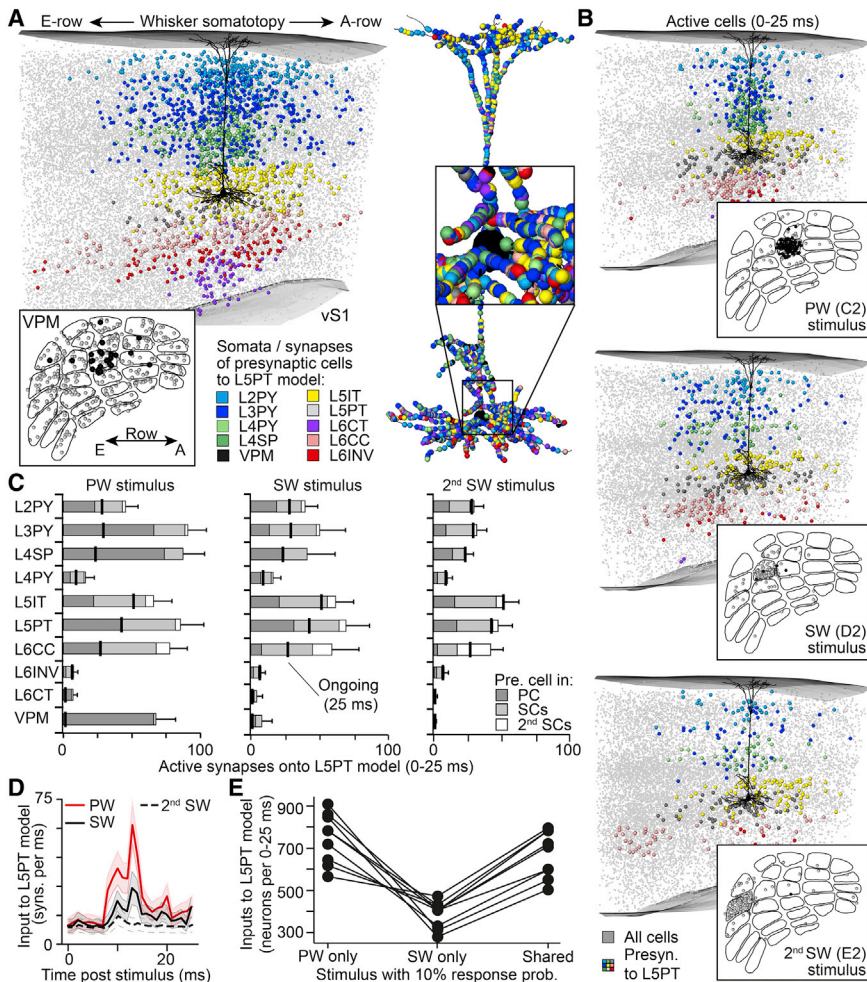 A
E-row Whisker somatotopy A-row
vS1
VPM
Row
E A
Somata / synapses
of presynaptic cells
to L5PT model:
L2PY L5IT
L3PY L5PT
L4PY L6CT
L4SP L6CC
VPM L6INV
B
Active cells (0-25 ms)
PW (C2)
stimulus
SW (D2)
stimulus
2nd SW (E2)
stimulus
All cells
Presyn.
to L5PT
C
PW stimulus SW stimulus 2nd SW stimulus
L2PY
L3PY
L4SP
L4PY
L5IT
L5PT
L6CC
L6INV
L6CT
VPM
Ongoing
(25 ms)
Pre. cell in:
PC
SCs
2nd SCs
0 100 0 100 0 100
Active synapses onto L5PT model (0-25 ms)
D
75
0
Input to L5PT model
(syns. per ms)
PW
SW
2nd SW
0 10 20
Time post stimulus (ms)
E
Inputs to L5PT model
(neurons per 0-25 ms)
900
700
500
300
PW only SW only Shared
Stimulus with 10% response prob.